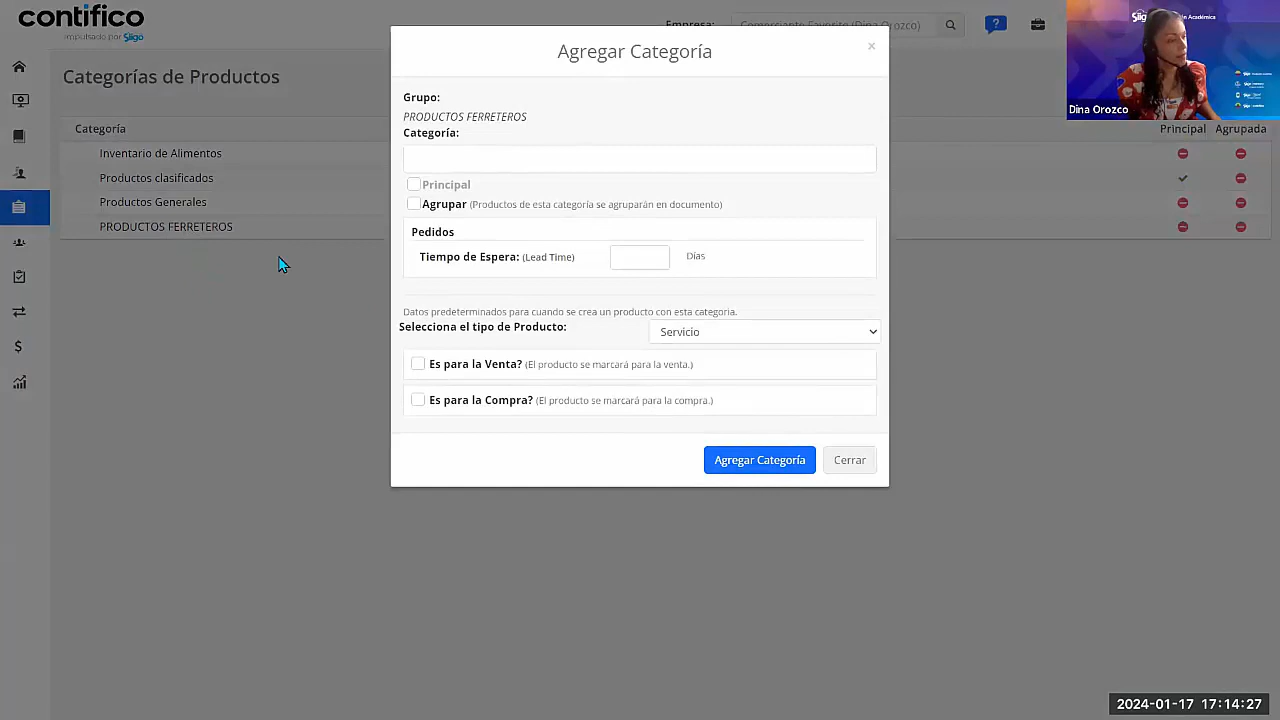 contífico
impulsado por Siigo
Empresa:
Comerciante Favorito (Dina Orozco)
Agregar Categoría
×
Siigo
Académica
Dina Orozco
Categorías de Productos
Categoría
Principal
Agrupada
Inventario de Alimentos
Productos clasificados
Productos Generales
PRODUCTOS FERRETEROS
Grupo:
PRODUCTOS FERRETEROS
Categoría:
Principal
Agrupar (Productos de esta categoría se agruparán en documento)
Pedidos
Tiempo de Espera: (Lead Time)
Días
Datos predeterminados para cuando se crea un producto con esta categoria.
Selecciona el tipo de Producto:
Servicio
Es para la Venta? (El producto se marcará para la venta.)
Es para la Compra? (El producto se marcará para la compra.)
Agregar Categoría
Cerrar
2024-01-17 17:14:27